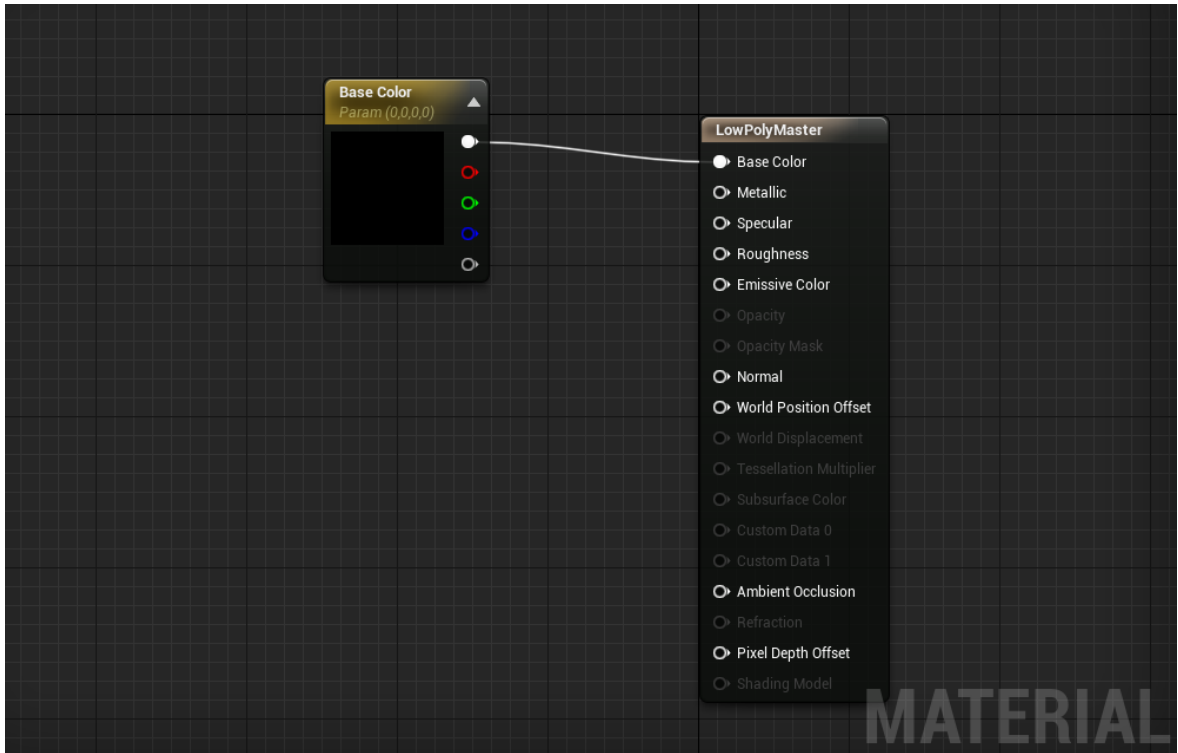 Base Color
Param (0,0,0,0)
LowPolyMaster
Base Color
Metallic
Specular
Roughness
Emissive Color
Opacity
Opacity Mask
Normal
World Position Offset
World Displacement
Tessellation Multiplier
Subsurface Color
Custom Data 0
Custom Data 1
Ambient Occlusion
Refraction
Pixel Depth Offset
Shading Model
MATERIAL